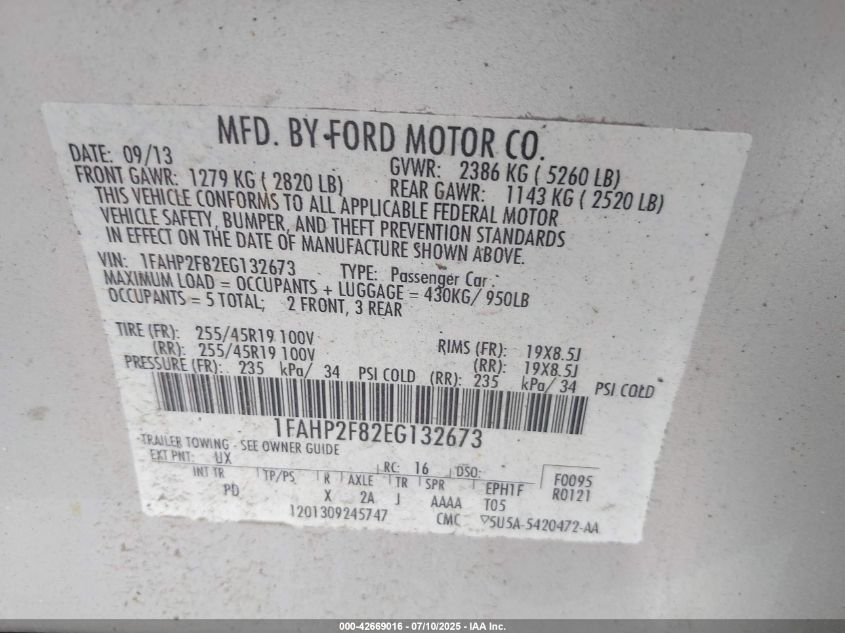 MFD. BY FORD MOTOR CO.
DATE: 09/13 GVWR: 2386 KG ( 5260 LB)
FRONT GAWR: 1279 KG ( 2820 LB) REAR GAWR: 1143 KG ( 2520 LB)
THIS VEHICLE CONFORMS TO ALL APPLICABLE FEDERAL MOTOR
VEHICLE SAFETY, BUMPER, AND THEFT PREVENTION STANDARDS
IN EFFECT ON THE DATE OF MANUFACTURE SHOWN ABOVE.
VIN: 1FAHP2F82EG132673 TYPE: Passenger Car
MAXIMUM LOAD = OCCUPANTS + LUGGAGE = 430KG/ 950LB
OCCUPANTS = 5 TOTAL; 2 FRONT, 3 REAR
TIRE (FR): 255/45R19 100V RIMS (FR): 19X8.5J
(RR): 255/45R19 100V (RR): 19X8.5J
PRESSURE (FR): 235 kPa/ 34 PSI COLD (RR): 235 kPa/ 34 PSI COLD
1FAHP2F82EG132673
TRAILER TOWING - SEE OWNER GUIDE
EXT PNT: UX RC: 16 DSO: F0095
INT TR TP/PS R AXLE TR SPR EPH1F R0121
PD X 2A J AAAA T05
1201309245747 CMC 5U5A-5420472-AA
000-42669016 - 07/10/2025 - IAA Inc.